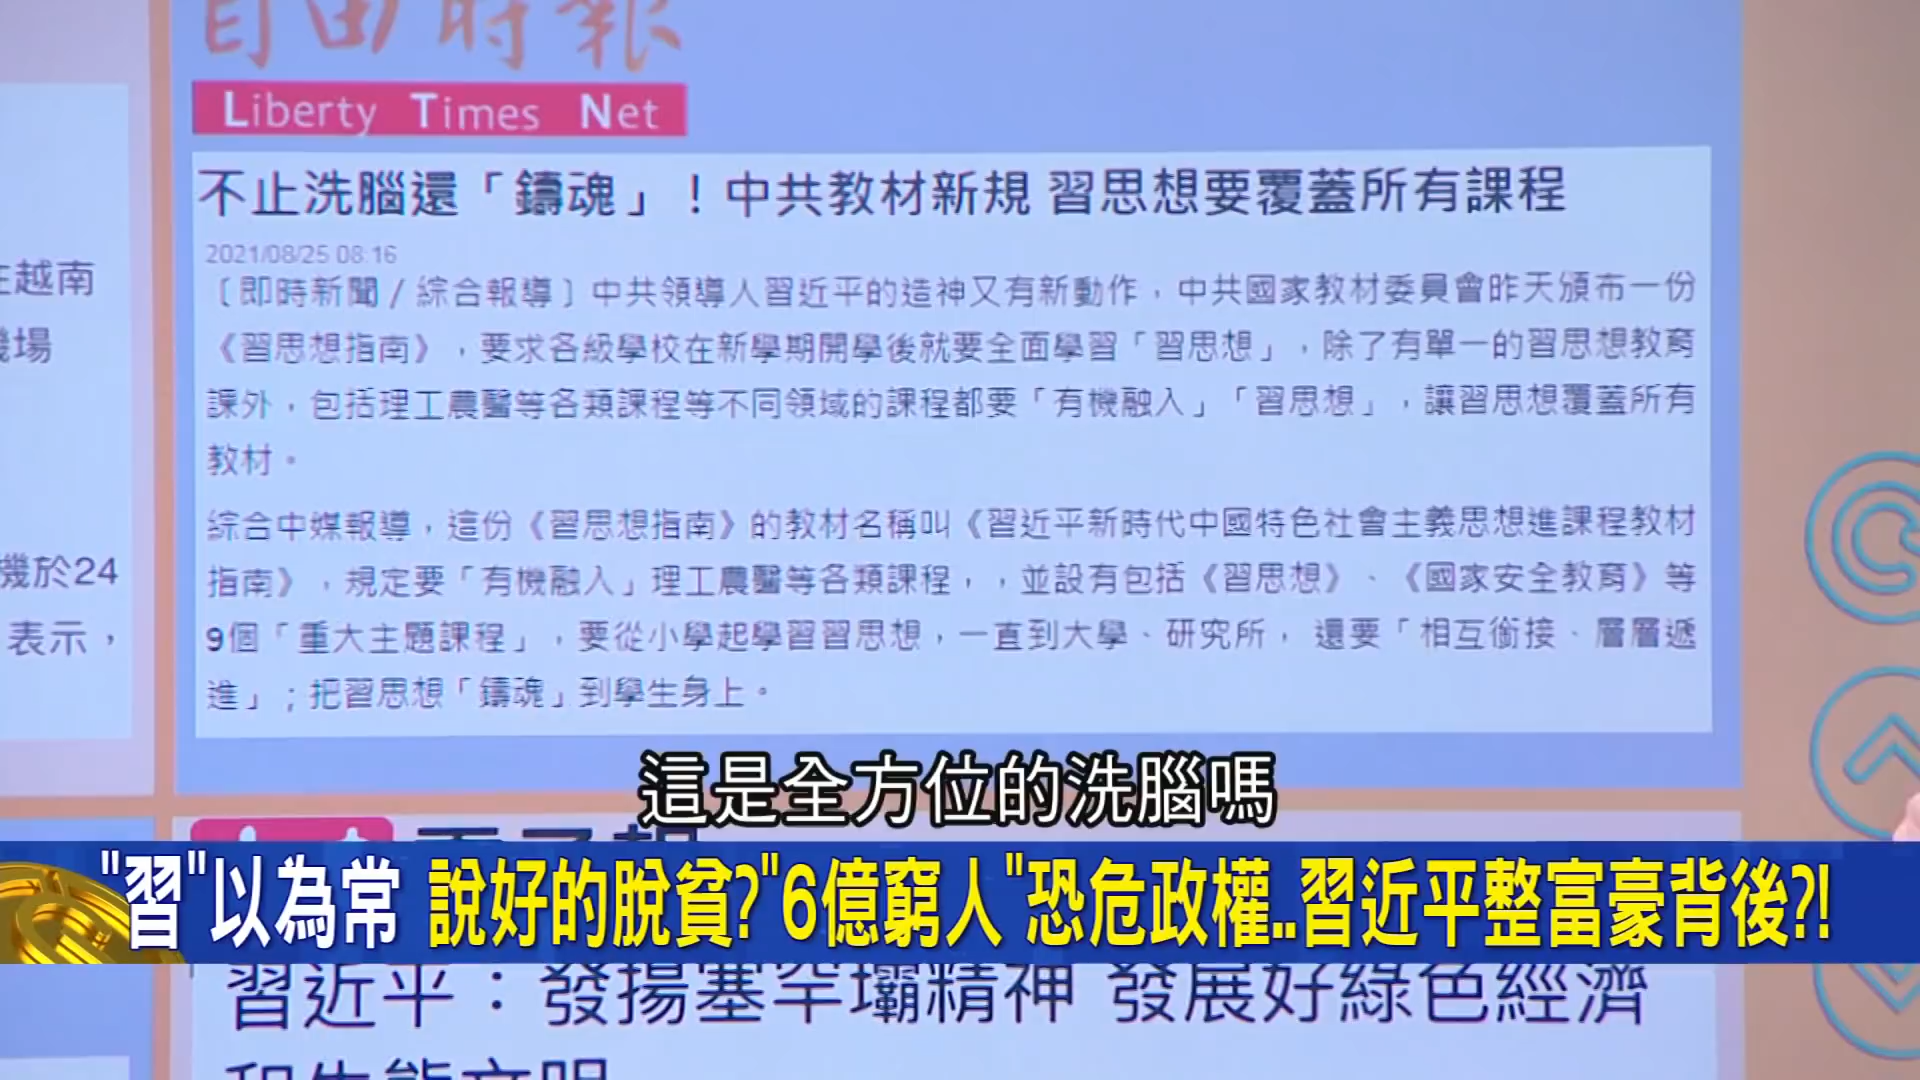 自由時報
Liberty Times Net
不止洗腦還「鑄魂」！中共教材新規 習思想要覆蓋所有課程
2021/08/25 08:16
〔即時新聞／綜合報導〕中共領導人習近平的造神又有新動作，中共國家教材委員會昨天頒布一份
《習思想指南》，要求各級學校在新學期開學後就要全面學習「習思想」，除了有單一的習思想教育
課外，包括理工農醫等各類課程等不同領域的課程都要「有機融入」「習思想」，讓習思想覆蓋所有
教材。
綜合中媒報導，這份《習思想指南》的教材名稱叫《習近平新時代中國特色社會主義思想進課程教材
指南》，規定要「有機融入」理工農醫等各類課程，，並設有包括《習思想》、《國家安全教育》等
9個「重大主題課程」，要從小學起學習習思想，一直到大學、研究所， 還要「相互銜接、層層遞
進」；把習思想「鑄魂」到學生身上。
在越南
機場
機於24
表示，
這是全方位的洗腦嗎
"習"以為常 說好的脫貧?"6億窮人"恐危政權..習近平整富豪背後?!
習近平：發揚塞罕壩精神 發展好綠色經濟
和生態文明